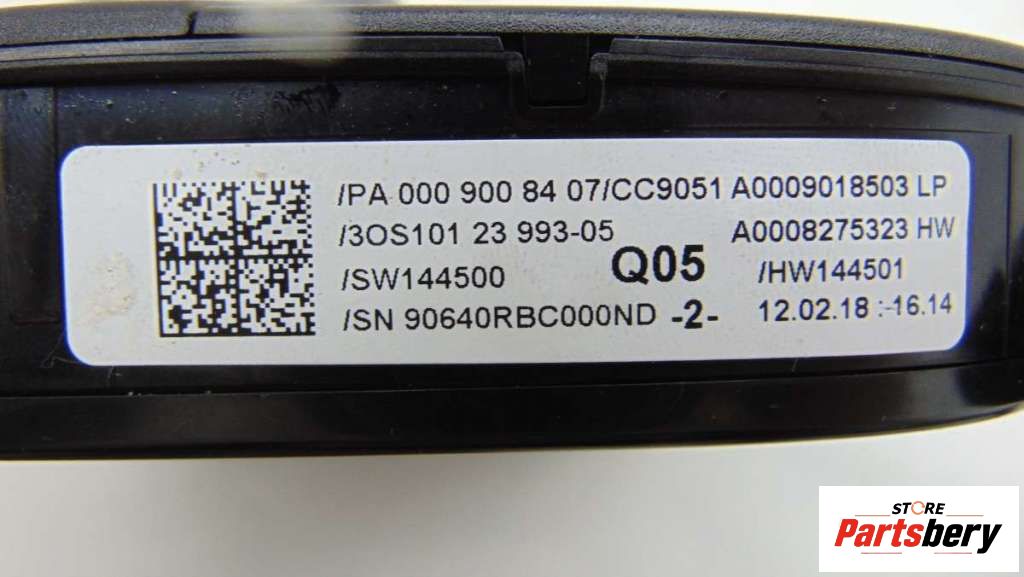 /PA 000 900 84 07/CC9051 A0009018503 LP
/3OS101 23 993-05 A0008275323 HW
/SW144500 Q05 /HW144501
/SN 90640RBC000ND -2- 12.02.18 :-16.14
STORE
Partsbery